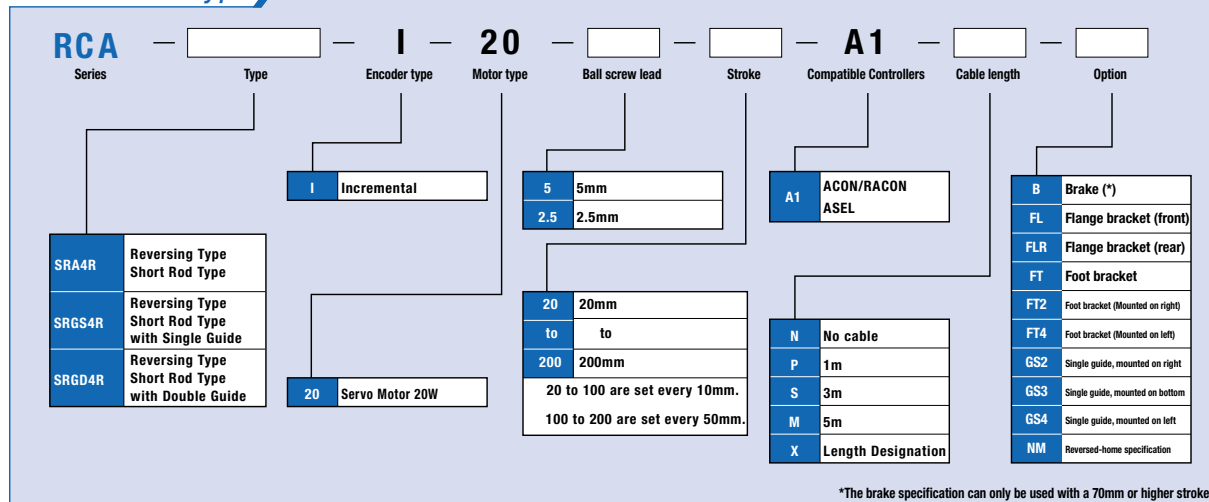 RCA — — I — 20 — — — A1 — —
Series Type Encoder type Motor type Ball screw lead Stroke Compatible Controllers Cable length Option
SRA4R
Reversing Type
Short Rod Type
SRGS4R
Reversing Type
Short Rod Type
with Single Guide
SRGD4R
Reversing Type
Short Rod Type
with Double Guide
I Incremental
20 Servo Motor 20W
5 5mm
2.5 2.5mm
20 20mm
to to
200 200mm
20 to 100 are set every 10mm.
100 to 200 are set every 50mm.
A1
ACON/RACON
ASEL
N No cable
P 1m
S 3m
M 5m
X Length Designation
B Brake (*)
FL Flange bracket (front)
FLR Flange bracket (rear)
FT Foot bracket
FT2 Foot bracket (Mounted on right)
FT4 Foot bracket (Mounted on left)
GS2 Single guide, mounted on right
GS3 Single guide, mounted on bottom
GS4 Single guide, mounted on left
NM Reversed-home specification
*The brake specification can only be used with a 70mm or higher stroke